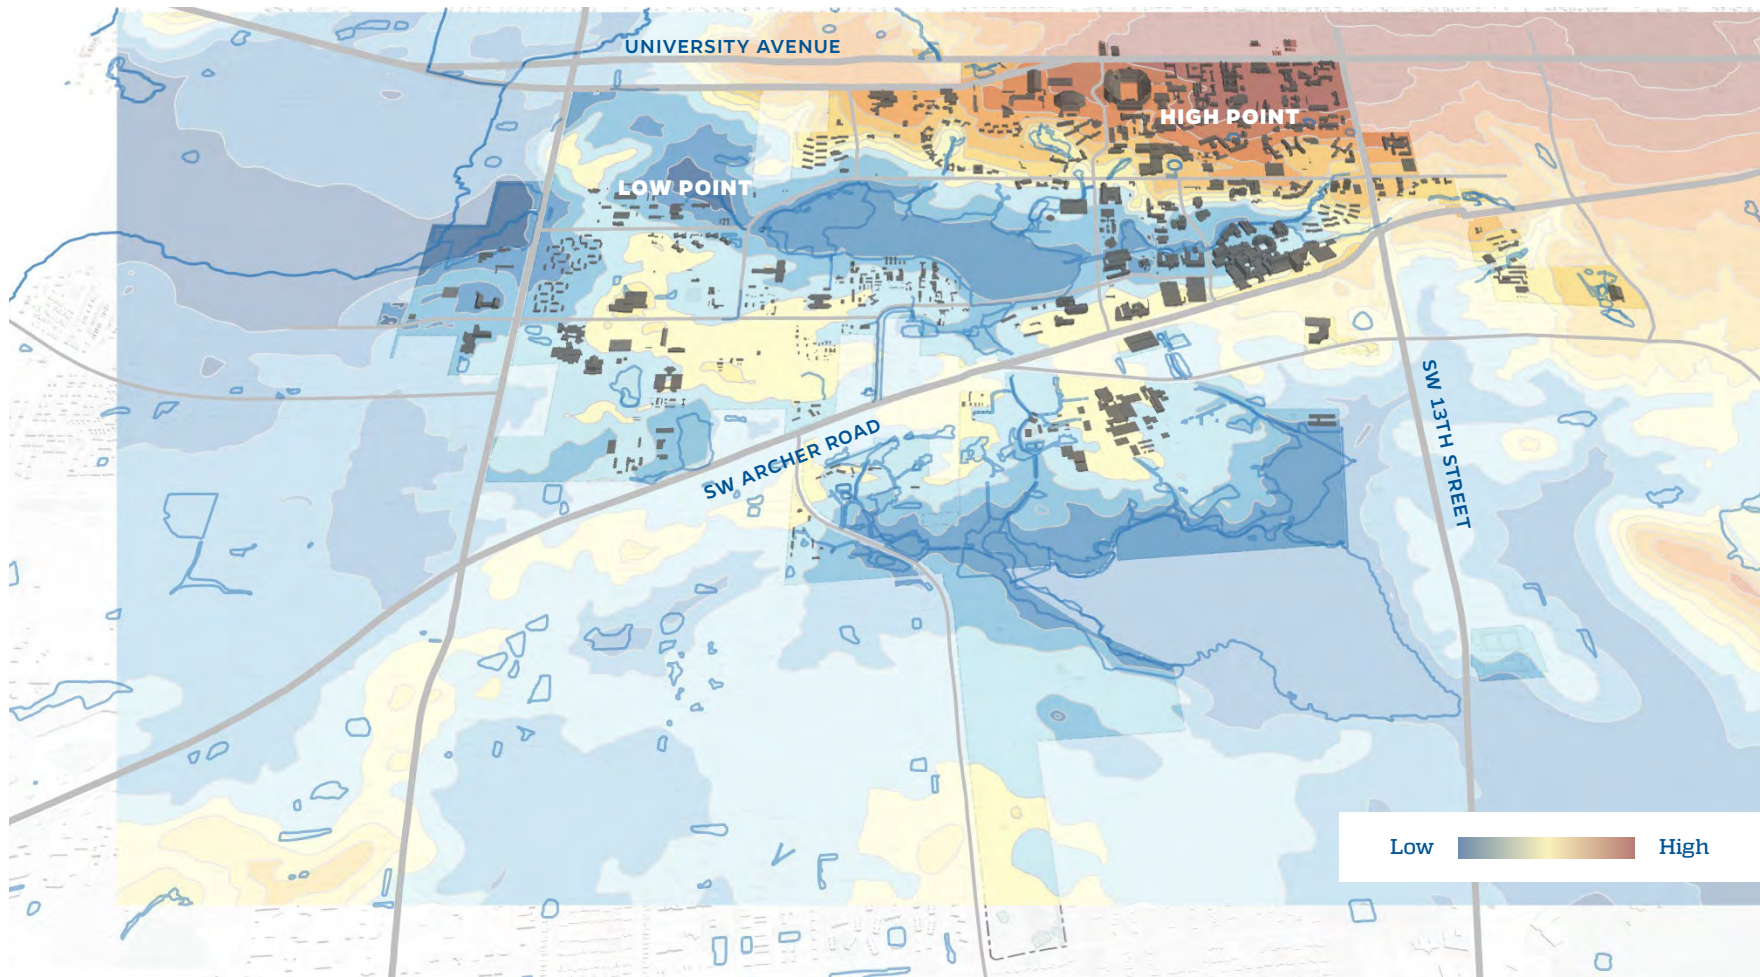 UNIVERSITY AVENUE
HIGH POINT
LOW POINT
SW ARCHER ROAD
SW 13TH STREET
Low
High